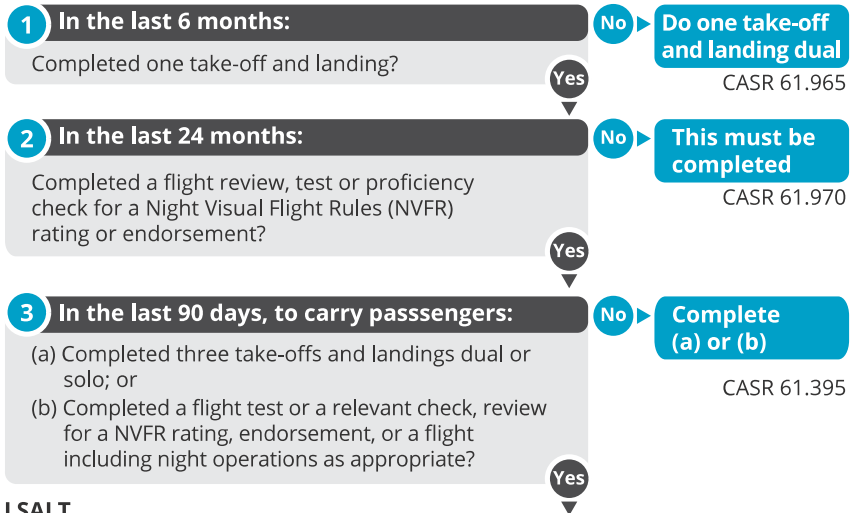 1 In the last 6 months:
Completed one take-off and landing?
Yes
No
Do one take-off
and landing dual
CASR 61.965
2 In the last 24 months:
Completed a flight review, test or proficiency
check for a Night Visual Flight Rules (NVFR)
rating or endorsement?
Yes
No
This must be
completed
CASR 61.970
3 In the last 90 days, to carry passsengers:
(a) Completed three take-offs and landings dual or
solo; or
(b) Completed a flight test or a relevant check, review
for a NVFR rating, endorsement, or a flight
including night operations as appropriate?
Yes
No
Complete
(a) or (b)
CASR 61.395
LSALT